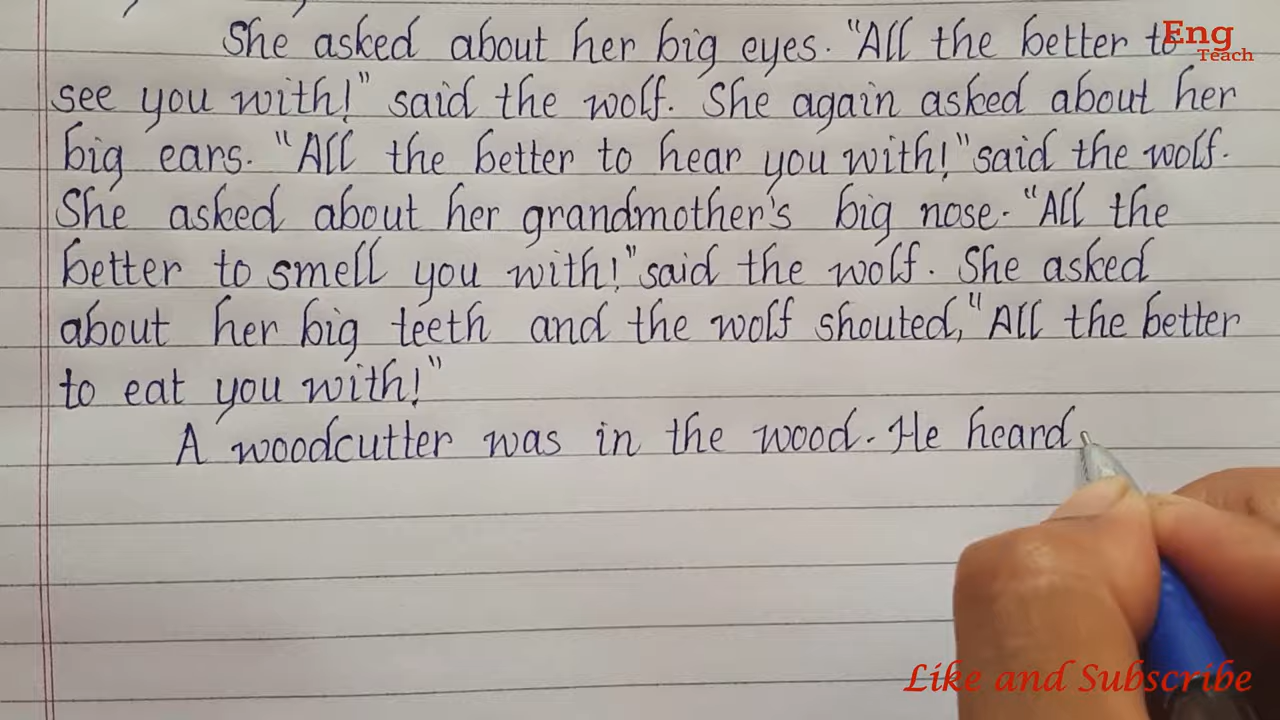 She asked about her big eyes. "All the better to
Eng
Teach
see you with!" said the wolf. She again asked about her
big ears. "All the better to hear you with!" said the wolf.
She asked about her grandmother's big nose. "All the
better to smell you with!" said the wolf. She asked
about her big teeth and the wolf shouted, "All the better
to eat you with!"
A woodcutter was in the wood. He heard
Like and Subscribe